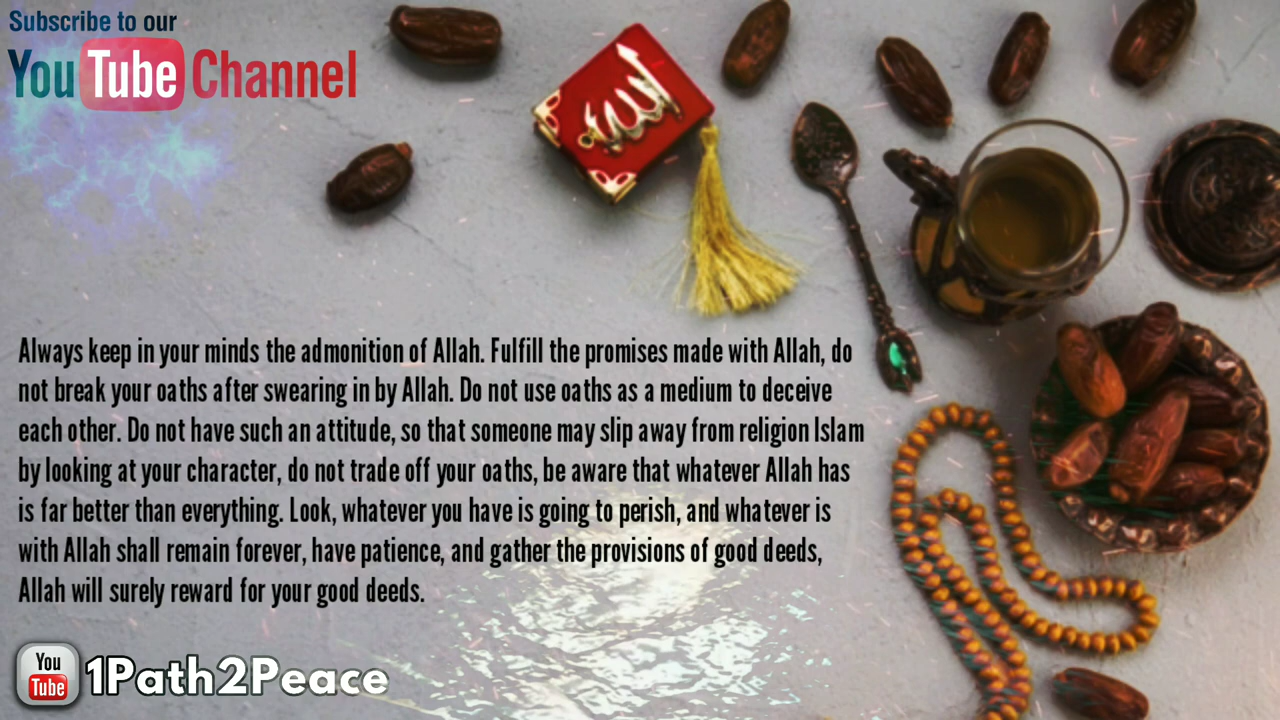 Subscribe to our
YouTube Channel
الله
Always keep in your minds the admonition of Allah. Fulfill the promises made with Allah, do
not break your oaths after swearing in by Allah. Do not use oaths as a medium to deceive
each other. Do not have such an attitude, so that someone may slip away from religion Islam
by looking at your character, do not trade off your oaths, be aware that whatever Allah has
is far better than everything. Look, whatever you have is going to perish, and whatever is
with Allah shall remain forever, have patience, and gather the provisions of good deeds,
Allah will surely reward for your good deeds.
You
Tube
1Path2Peace